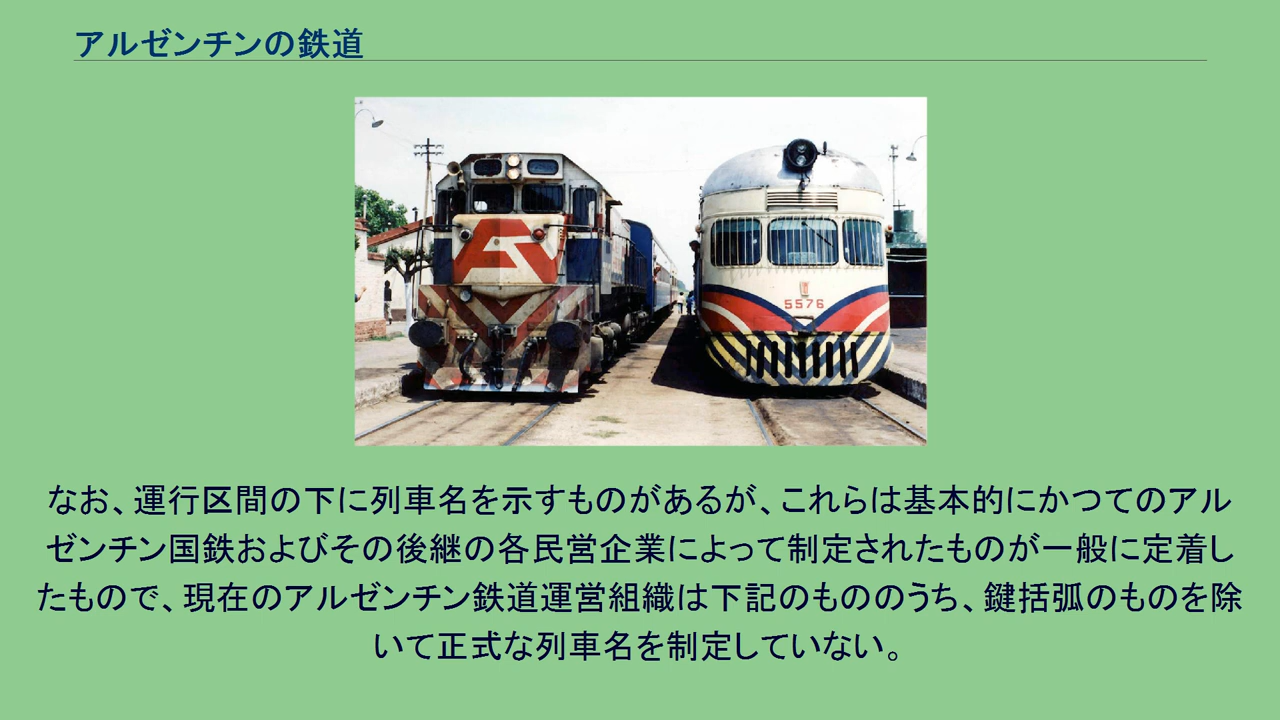 アルゼンチンの鉄道
5576
なお、運行区間の下に列車名を示すものがあるが、これらは基本的にかつてのアル
ゼンチン国鉄およびその後継の各民営企業によって制定されたものが一般に定着し
たもので、現在のアルゼンチン鉄道運営組織は下記のもののうち、鍵括弧のものを除
いて正式な列車名を制定していない。